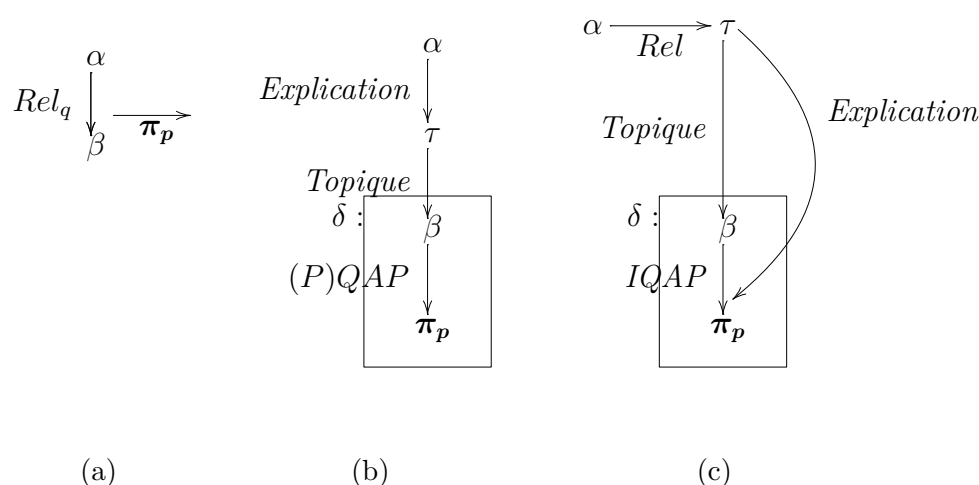 α
Rel_q
β
π_p
(a)
α
Explication
τ
Topique
δ :
β
(P)QAP
π_p
(b)
α
Rel
τ
Topique
Explication
δ :
β
IQAP
π_p
(c)